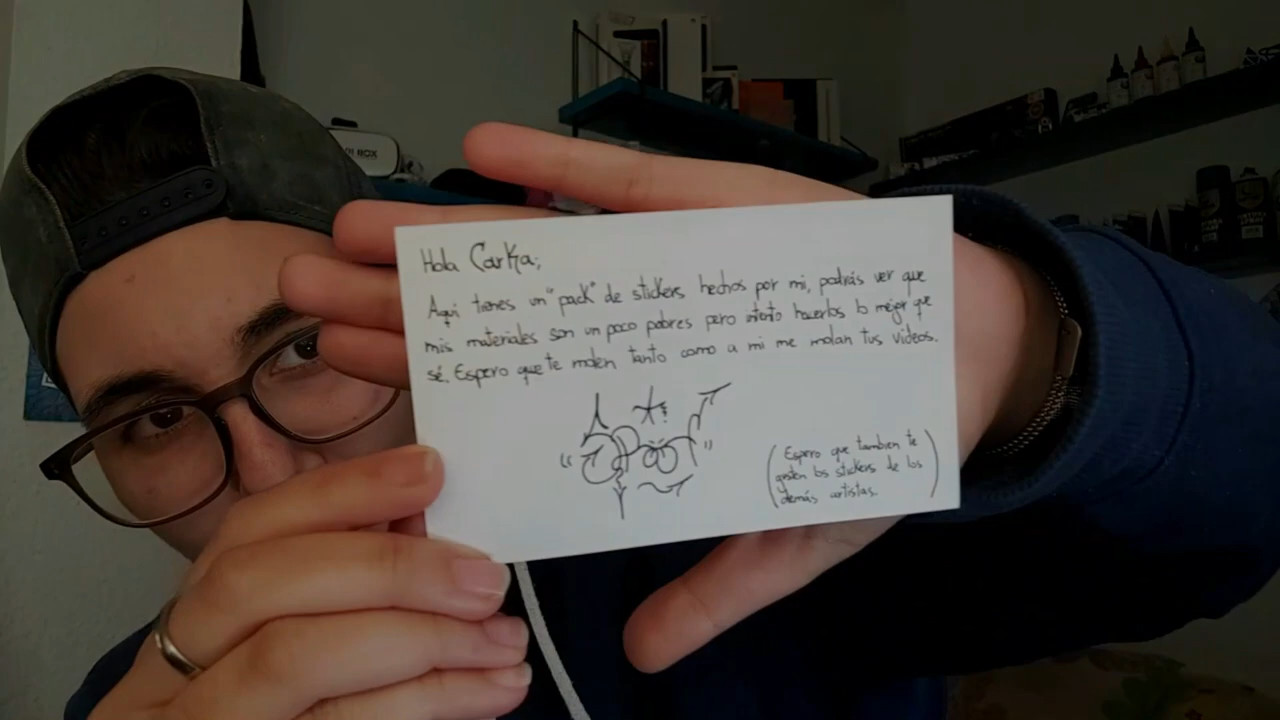 Hola Carka;
Aqui tienes un "pack" de stickers hechos por mi, podrás ver que
mis materiales son un poco pobres pero intento hacerlos lo mejor que
sé. Espero que te molen tanto como a mi me molan tus videos.
(Espero que tambien te
gusten los stickers de los
demás artistas.)
BOX